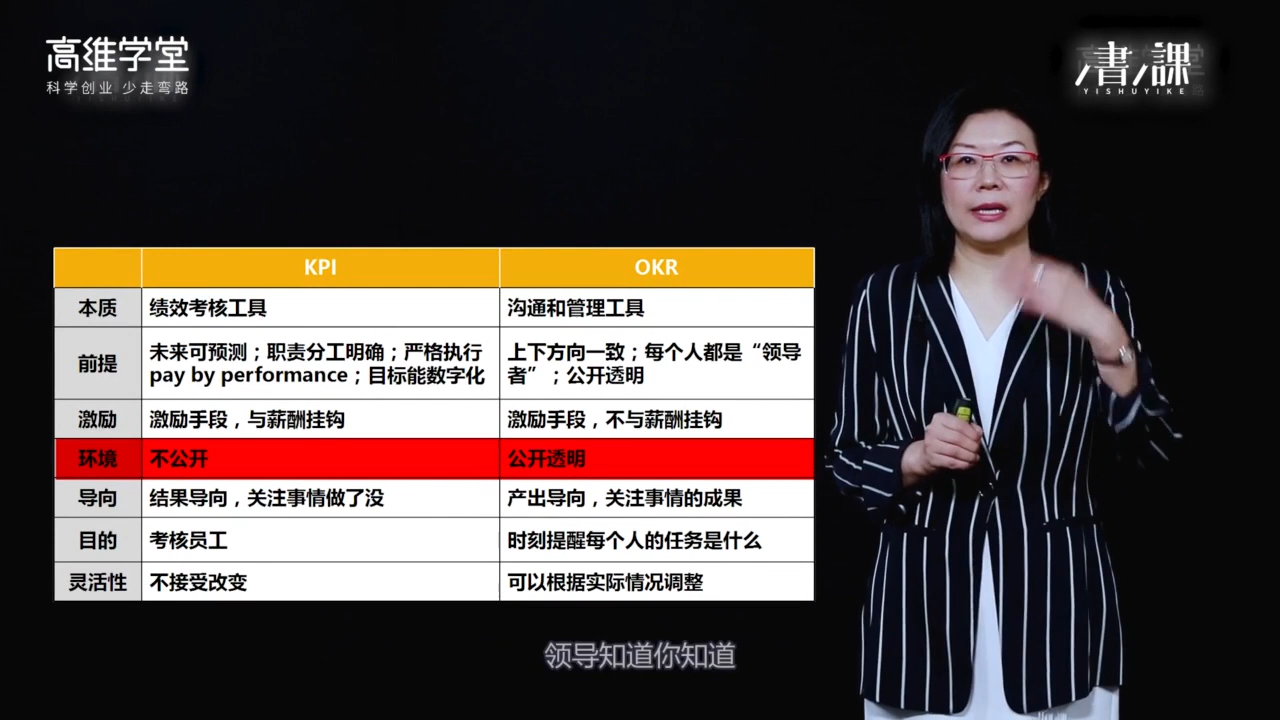 高维学堂
科学创业 少走弯路
一書一課
YISHUYIKE
KPI OKR
本质 绩效考核工具 沟通和管理工具
前提 未来可预测；职责分工明确；严格执行 上下方向一致；每个人都是“领导
pay by performance；目标能数字化 者”；公开透明
激励 激励手段，与薪酬挂钩 激励手段，不与薪酬挂钩
环境 不公开 公开透明
导向 结果导向，关注事情做了没 产出导向，关注事情的成果
目的 考核员工 时刻提醒每个人的任务是什么
灵活性 不接受改变 可以根据实际情况调整
领导知道你知道